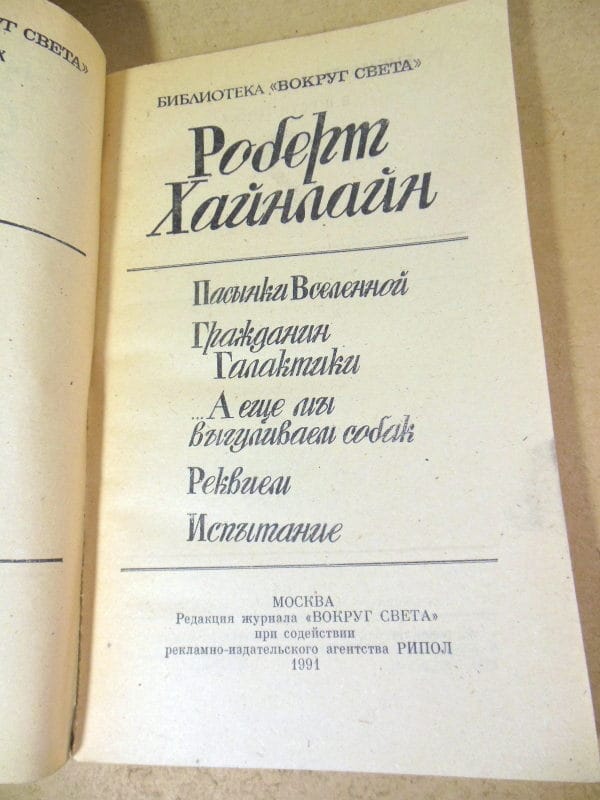 СВЕТА»
Х
БИБЛИОТЕКА «ВОКРУГ СВЕТА»
Роберт
Хайнлайн
Пасынки Вселенной
Гражданин
Галактики
...А еще мы
выгуливаем собак
Реквием
Испытание
МОСКВА
Редакция журнала «ВОКРУГ СВЕТА»
при содействии
рекламно-издательского агентства РИПОЛ
1991